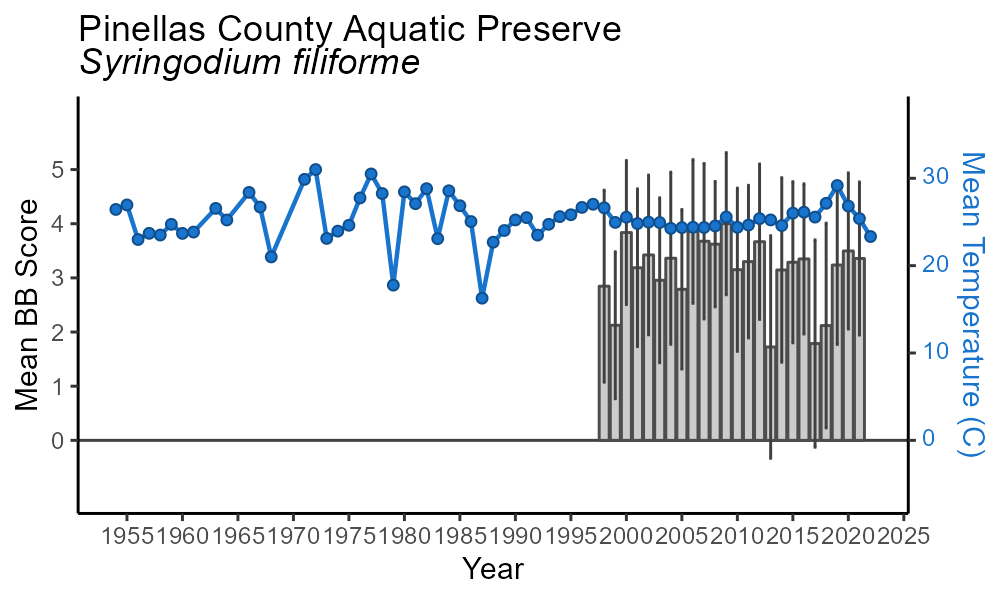 Pinellas County Aquatic Preserve
Syringodium filiforme
Mean BB Score
5
4
3
2
1
0
30
20
10
0
Mean Temperature (C)
1955 1960 1965 1970 1975 1980 1985 1990 1995 2000 2005 2010 2015 2020 2025
Year